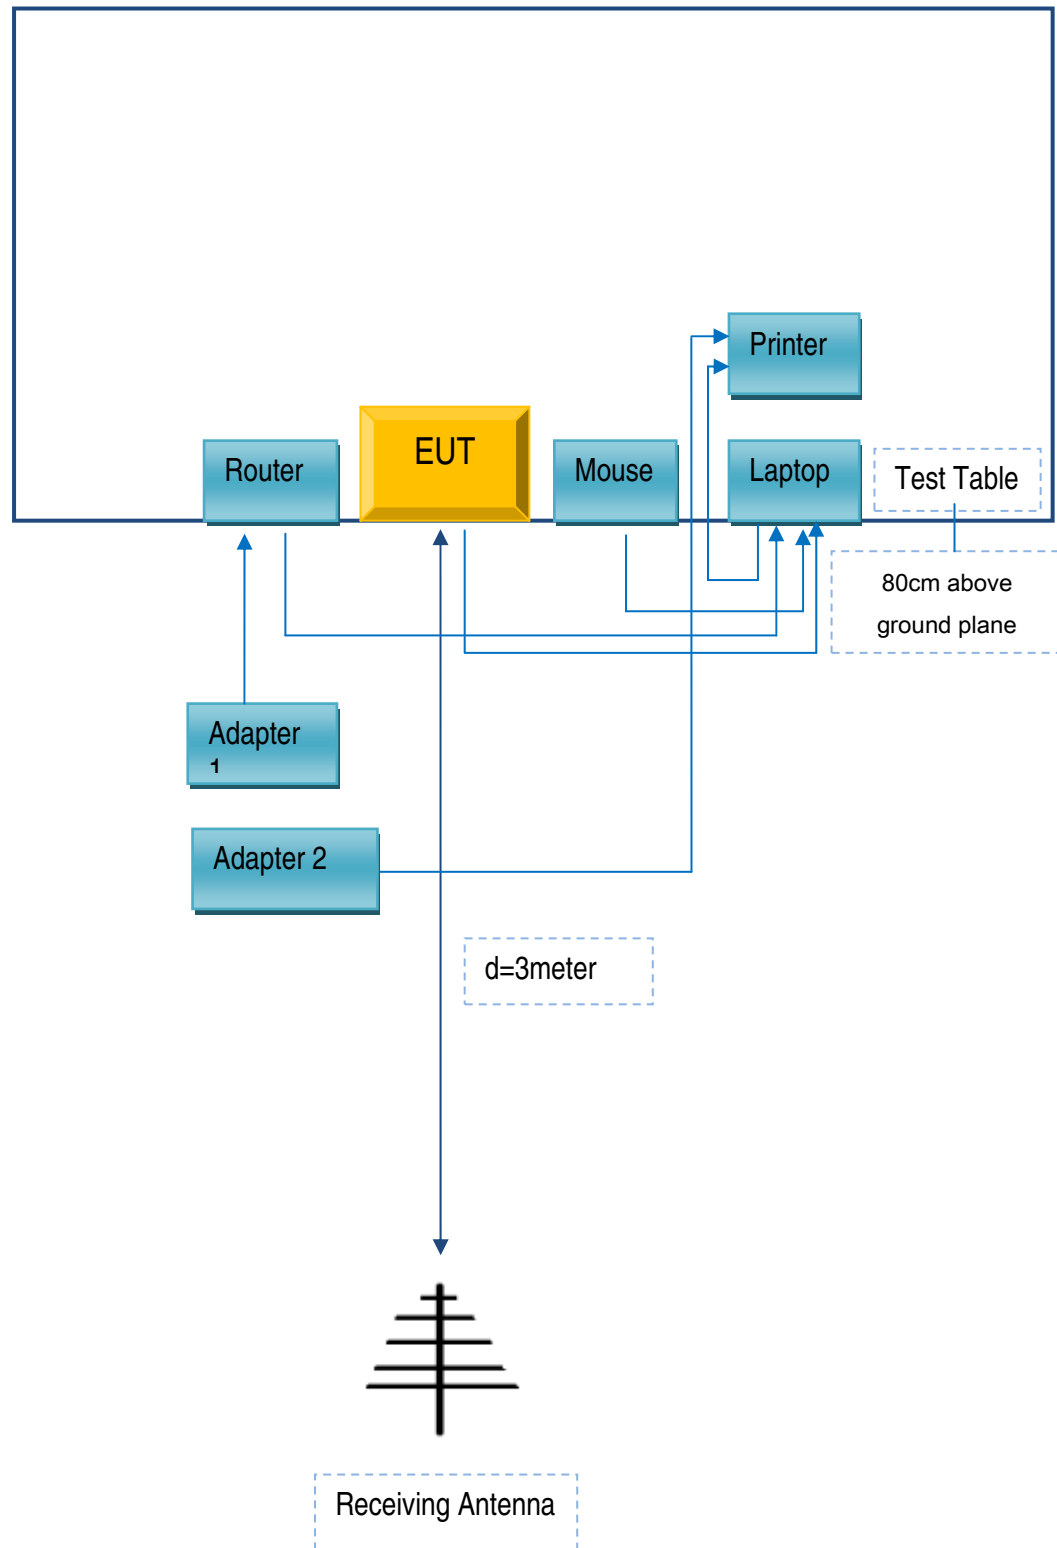 Printer
EUT
Router
Mouse
Laptop
Test Table
80cm above
ground plane
Adapter
1
Adapter 2
d=3meter
Receiving Antenna